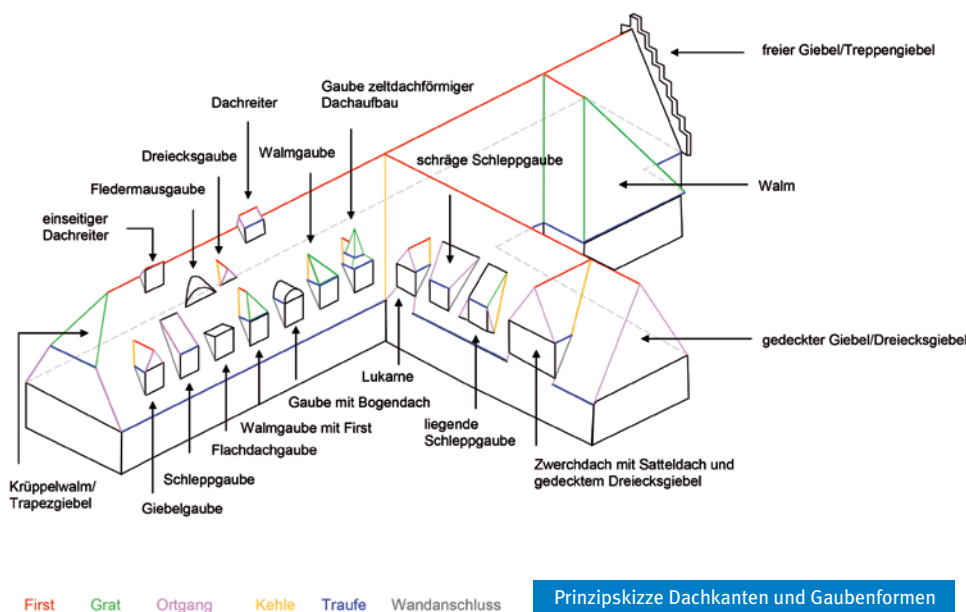 freier Giebel/Treppengiebel
Gaube zeltdachförmiger
Dachaufbau
Dachreiter
Dreiecksgaube
Walmgaube
schräge Schleppgaube
Fledermausgaube
Walm
einseitiger
Dachreiter
gedeckter Giebel/Dreiecksgiebel
Lukarne
Gaube mit Bogendach
liegende
Schleppgaube
Walmgaube mit First
Flachdachgaube
Zwerchdach mit Satteldach und
gedecktem Dreiecksgiebel
Schleppgaube
Krüppelwalm/
Trapezgiebel
Giebelgaube
First Grat Ortgang Kehle Traufe Wandanschluss
Prinzipskizze Dachkanten und Gaubenformen